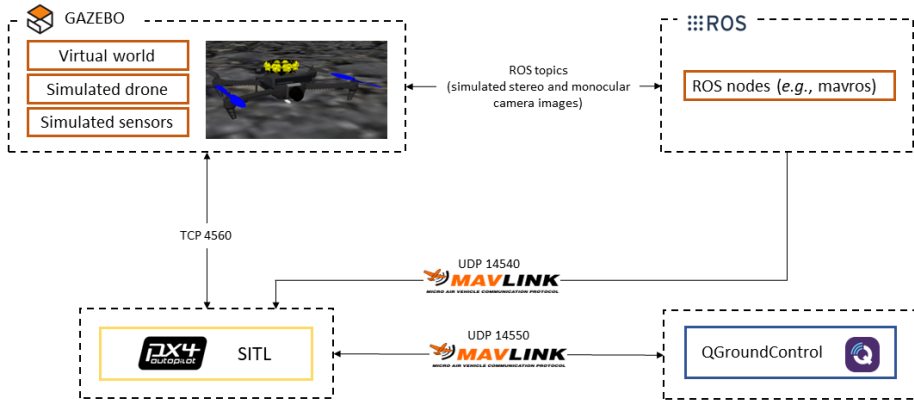 GAZEBO
Virtual world
Simulated drone
Simulated sensors
ROS topics
(simulated stereo and monocular
camera images)
ROS
ROS nodes (e.g., mavros)
TCP 4560
UDP 14540
MAVLINK
MICRO AIR VEHICLE COMMUNICATION PROTOCOL
px4
autopilot
SITL
UDP 14550
MAVLINK
MICRO AIR VEHICLE COMMUNICATION PROTOCOL
QGroundControl
Q